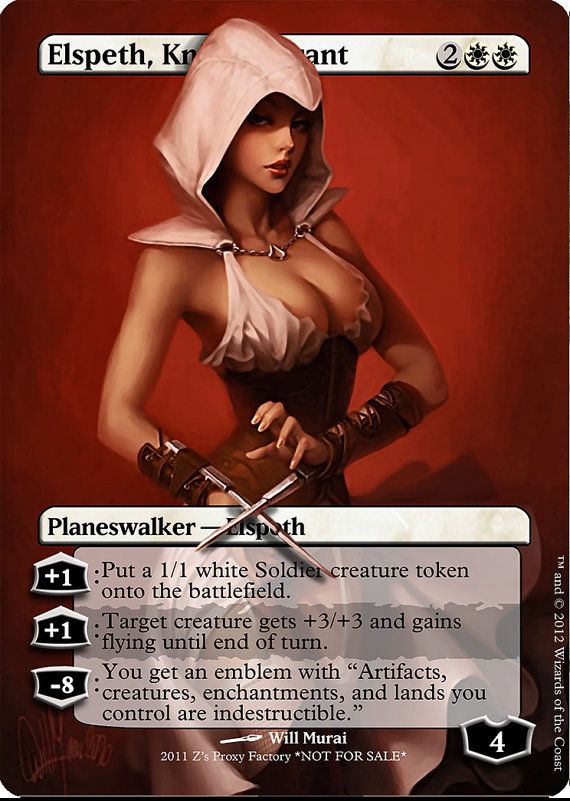 Elspeth, Kn rant
2
Planeswalker — Elspeth
+1 : Put a 1/1 white Soldier creature token
onto the battlefield.
+1 : Target creature gets +3/+3 and gains
flying until end of turn.
-8 : You get an emblem with “Artifacts,
creatures, enchantments, and lands you
control are indestructible.”
Will Murai
2011 Z's Proxy Factory *NOT FOR SALE*
4
™ and © 2012 Wizards of the Coast